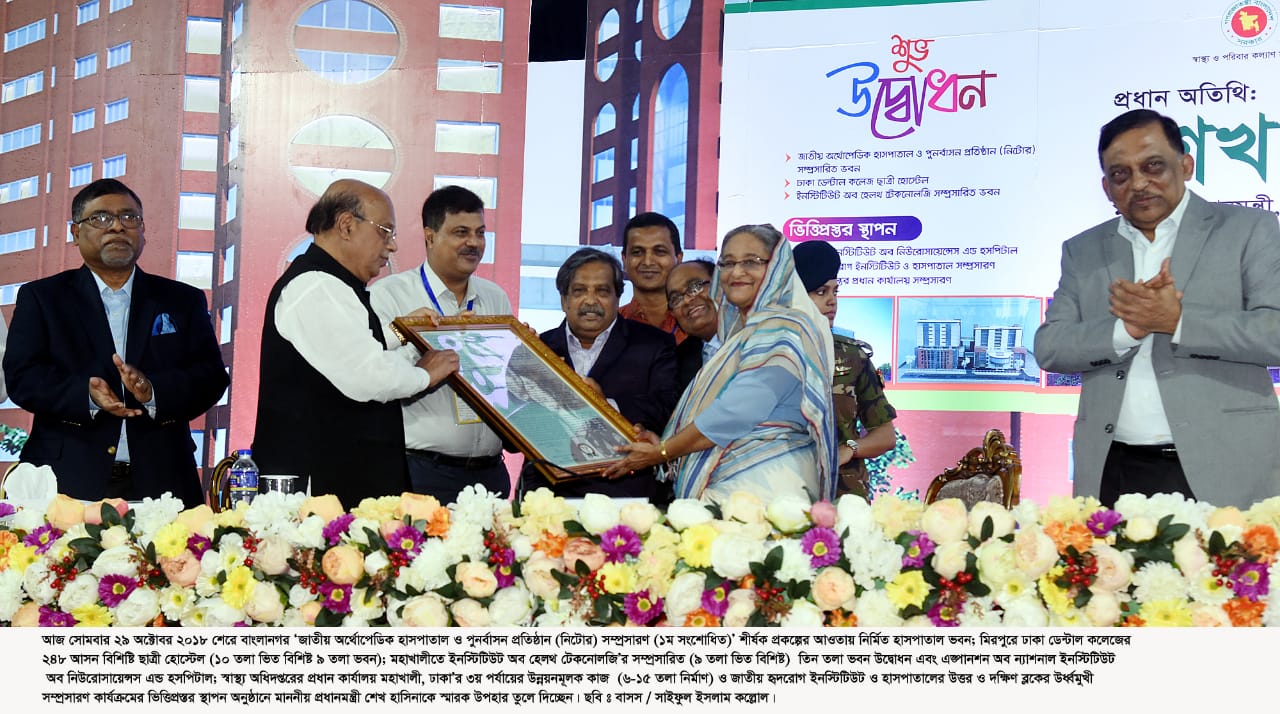 গণপ্রজাতন্ত্রী বাংলাদেশ
সরকার
স্বাস্থ্য ও পরিবার কল্যাণ
শুভ
উদ্বোধন
প্রধান অতিথি:
জাতীয় অর্থোপেডিক হাসপাতাল ও পুনর্বাসন প্রতিষ্ঠান (নিটোর)
সম্প্রসারিত ভবন
ঢাকা ডেন্টাল কলেজ ছাত্রী হোস্টেল
ইনস্টিটিউট অব হেলথ টেকনোলজি সম্প্রসারিত ভবন
ভিত্তিপ্রস্তর স্থাপন
ইনস্টিটিউট অব নিউরোসায়েন্সেস এন্ড হসপিটাল
ইনস্টিটিউট ও হাসপাতাল সম্প্রসারণ
প্রধান কার্যালয় সম্প্রসারণ
আজ সোমবার ২৯ অক্টোবর ২০১৮ শেরে বাংলানগর ‘জাতীয় অর্থোপেডিক হাসপাতাল ও পুনর্বাসন প্রতিষ্ঠান (নিটোর) সম্প্রসারণ (১ম সংশোধিত)’ শীর্ষক প্রকল্পের আওতায় নির্মিত হাসপাতাল ভবন; মিরপুরে ঢাকা ডেন্টাল কলেজের
২৪৮ আসন বিশিষ্টি ছাত্রী হোস্টেল (১০ তলা ভিত বিশিষ্ট ৯ তলা ভবন); মহাখালীতে ইনস্টিটিউট অব হেলথ টেকনোলজি’র সম্প্রসারিত (৯ তলা ভিত বিশিষ্ট) তিন তলা ভবন উদ্বোধন এবং এক্সপানশন অব ন্যাশনাল ইনস্টিটিউট
অব নিউরোসায়েন্সস এন্ড হসপিটাল; স্বাস্থ্য অধিদপ্তরের প্রধান কার্যালয় মহাখালী, ঢাকা’র ৩য় পর্যায়ের উন্নয়নমূলক কাজ (৬-১৫ তলা নির্মাণ) ও জাতীয় হৃদরোগ ইনস্টিটিউট ও হাসপাতালের উত্তর ও দক্ষিণ ব্লকের উর্ধ্বমুখী
সম্প্রসারণ কার্যক্রমের ভিত্তিপ্রস্তর স্থাপন অনুষ্ঠানে মাননীয় প্রধানমন্ত্রী শেখ হাসিনাকে স্মারক উপহার তুলে দিচ্ছেন। ছবি : বাসস / সাইফুল ইসলাম কল্লোল।